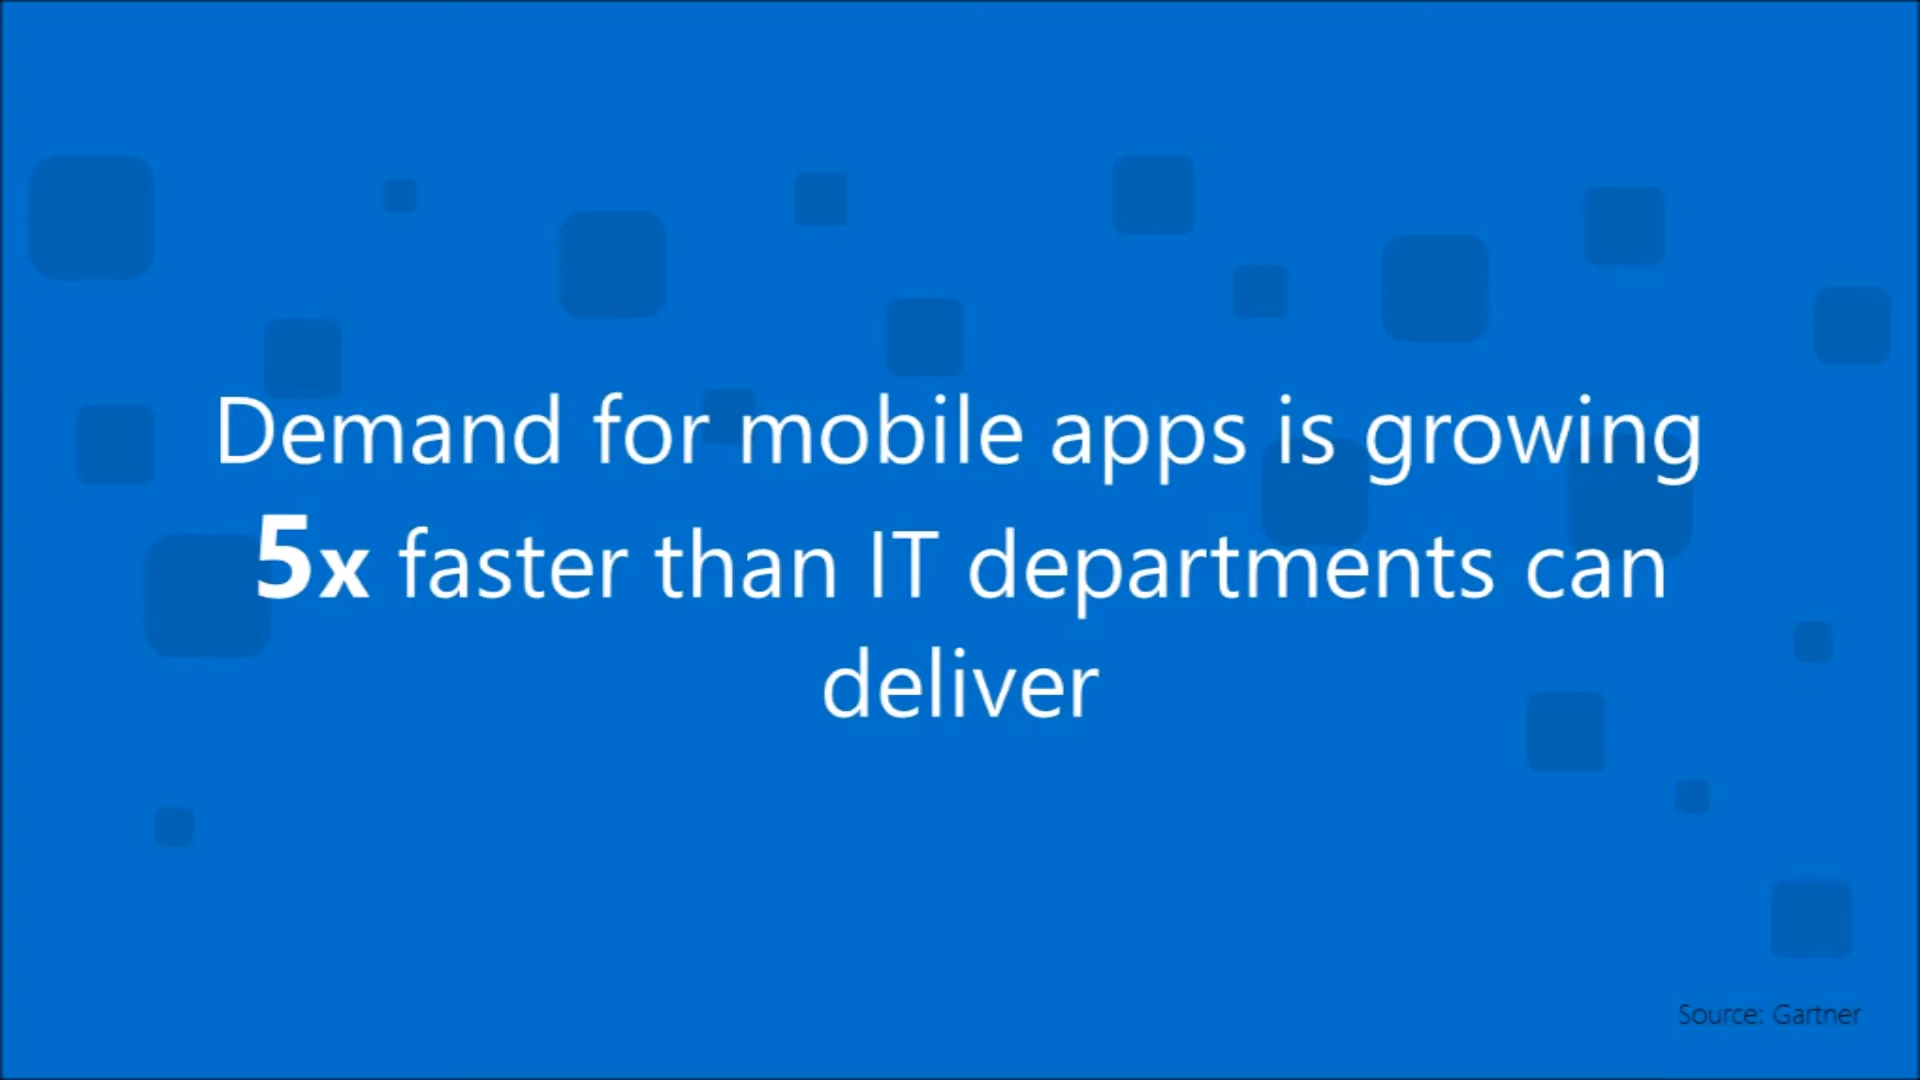 Demand for mobile apps is growing
5x faster than IT departments can
deliver
Source: Gartner